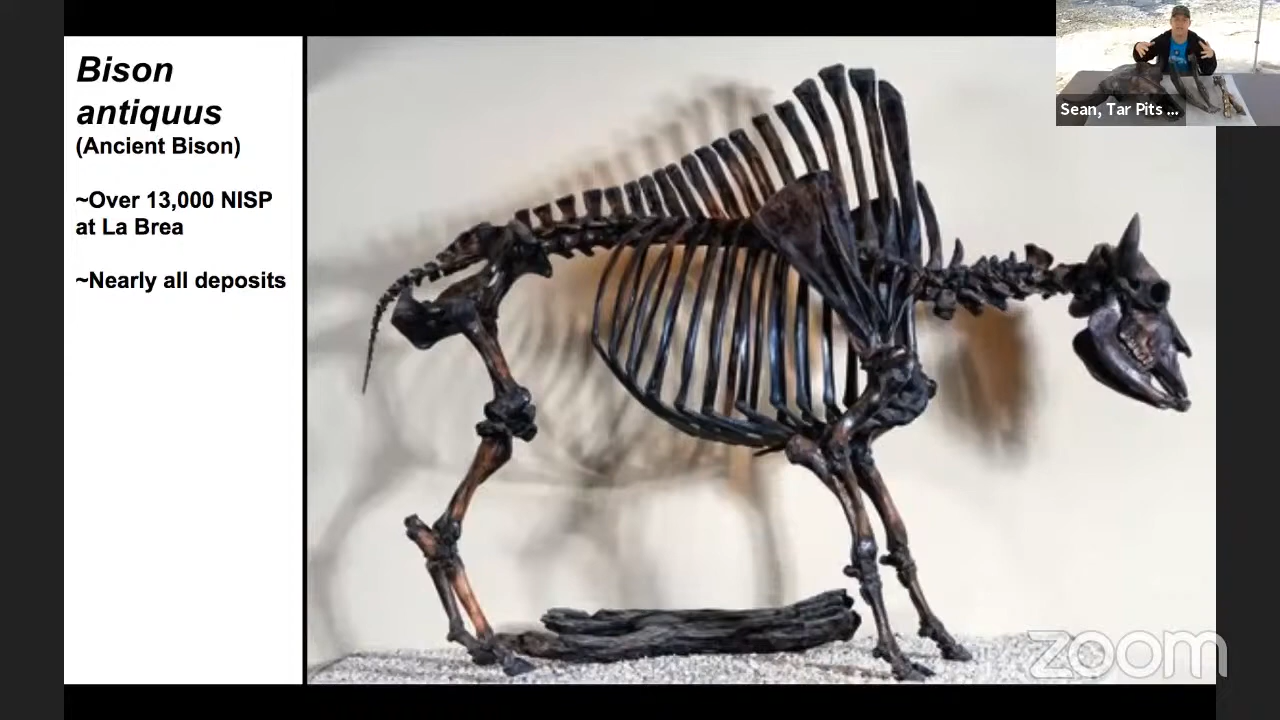 Bison
antiquus
(Ancient Bison)
~Over 13,000 NISP
at La Brea
~Nearly all deposits
Sean, Tar Pits ...
zoom